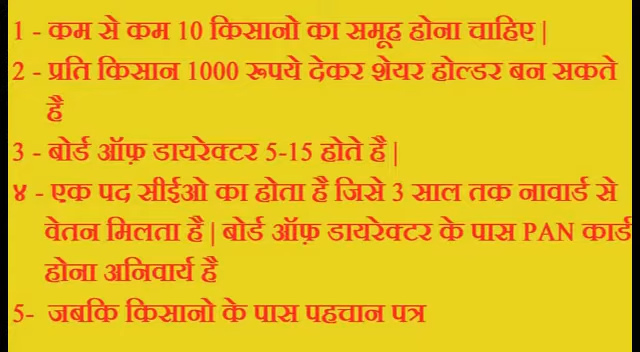 1 - कम से कम 10 किसानो का समूह होना चाहिए |
2 - प्रति किसान 1000 रूपये देकर शेयर होल्डर बन सकते
है
3 - बोर्ड ऑफ़ डायरेक्टर 5-15 होते है |
४ - एक पद सीईओ का होता है जिसे 3 साल तक नावार्ड से
वेतन मिलता है | बोर्ड ऑफ़ डायरेक्टर के पास PAN कार्ड
होना अनिवार्य है
5- जबकि किसानो के पास पहचान पत्र